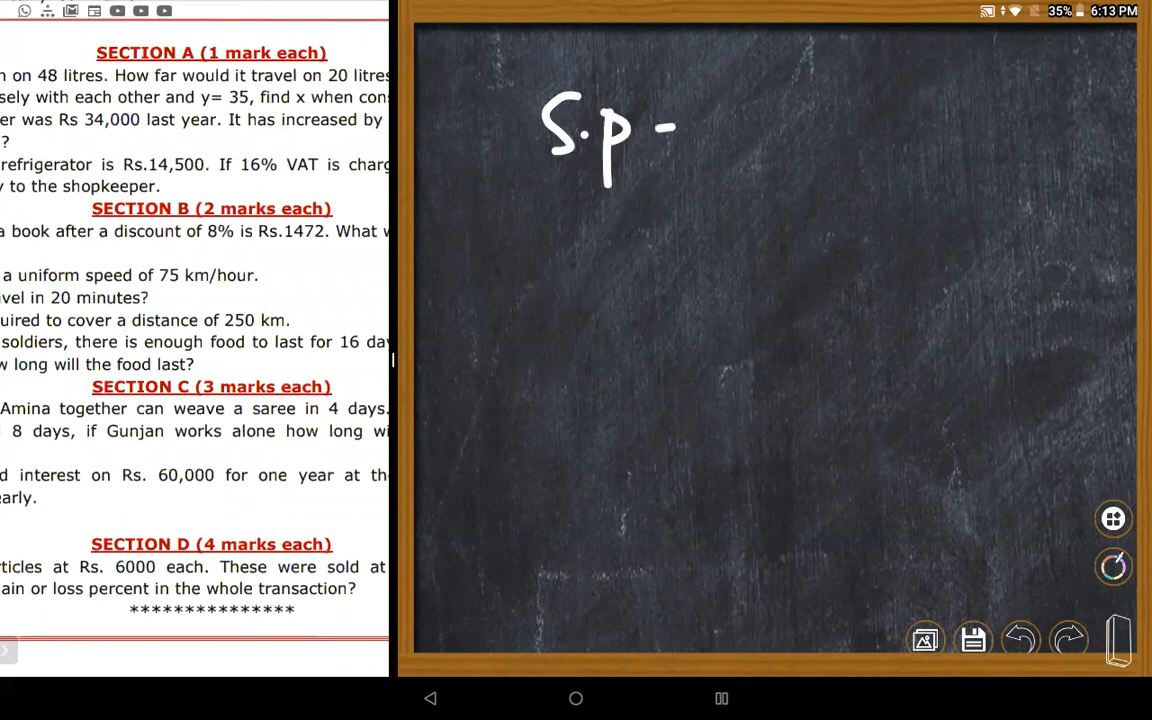 35% 6:13 PM
SECTION A (1 mark each)
n on 48 litres. How far would it travel on 20 litres
sely with each other and y= 35, find x when con
er was Rs 34,000 last year. It has increased by
?
refrigerator is Rs.14,500. If 16% VAT is charg
y to the shopkeeper.
SECTION B (2 marks each)
a book after a discount of 8% is Rs.1472. What w
a uniform speed of 75 km/hour.
avel in 20 minutes?
uired to cover a distance of 250 km.
soldiers, there is enough food to last for 16 da
w long will the food last?
SECTION C (3 marks each)
Amina together can weave a saree in 4 days.
8 days, if Gunjan works alone how long wi
d interest on Rs. 60,000 for one year at th
early.
SECTION D (4 marks each)
rticles at Rs. 6000 each. These were sold at
ain or loss percent in the whole transaction?
***************
S.p -